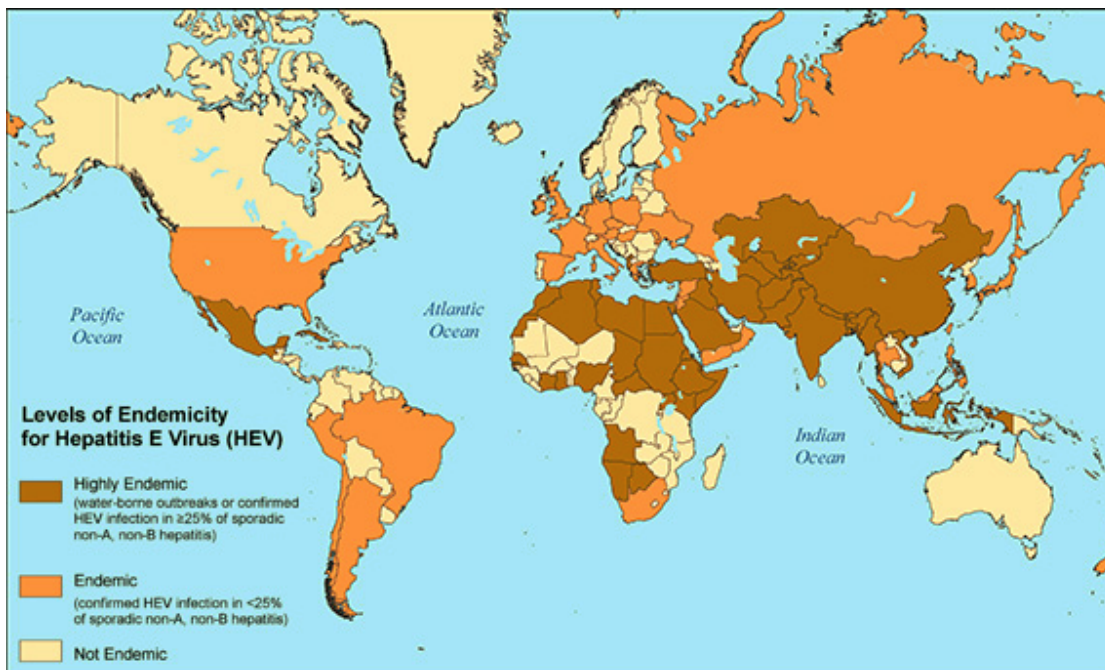 Pacific
Ocean
Atlantic
Ocean
Indian
Ocean
Levels of Endemicity
for Hepatitis E Virus (HEV)
Highly Endemic
(water-borne outbreaks or confirmed
HEV infection in ≥25% of sporadic
non-A, non-B hepatitis)
Endemic
(confirmed HEV infection in <25%
of sporadic non-A, non-B hepatitis)
Not Endemic